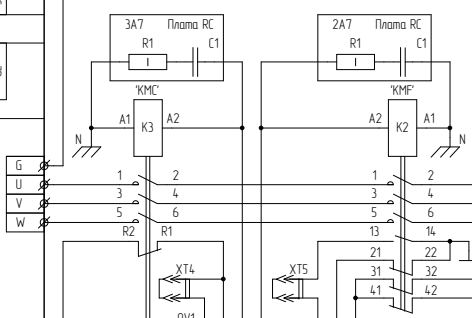 3A7 Плата RC
R1 C1
2A7 Плата RC
R1 C1
'KMC'
'KMF'
A1 K3 A2
A2 K2 A1
N
N
G
U 1 2 1 2
V 3 4 3 4
W 5 6 5 6
R2 R1
13 14
21 22
XT4
XT5
31 32
41 42